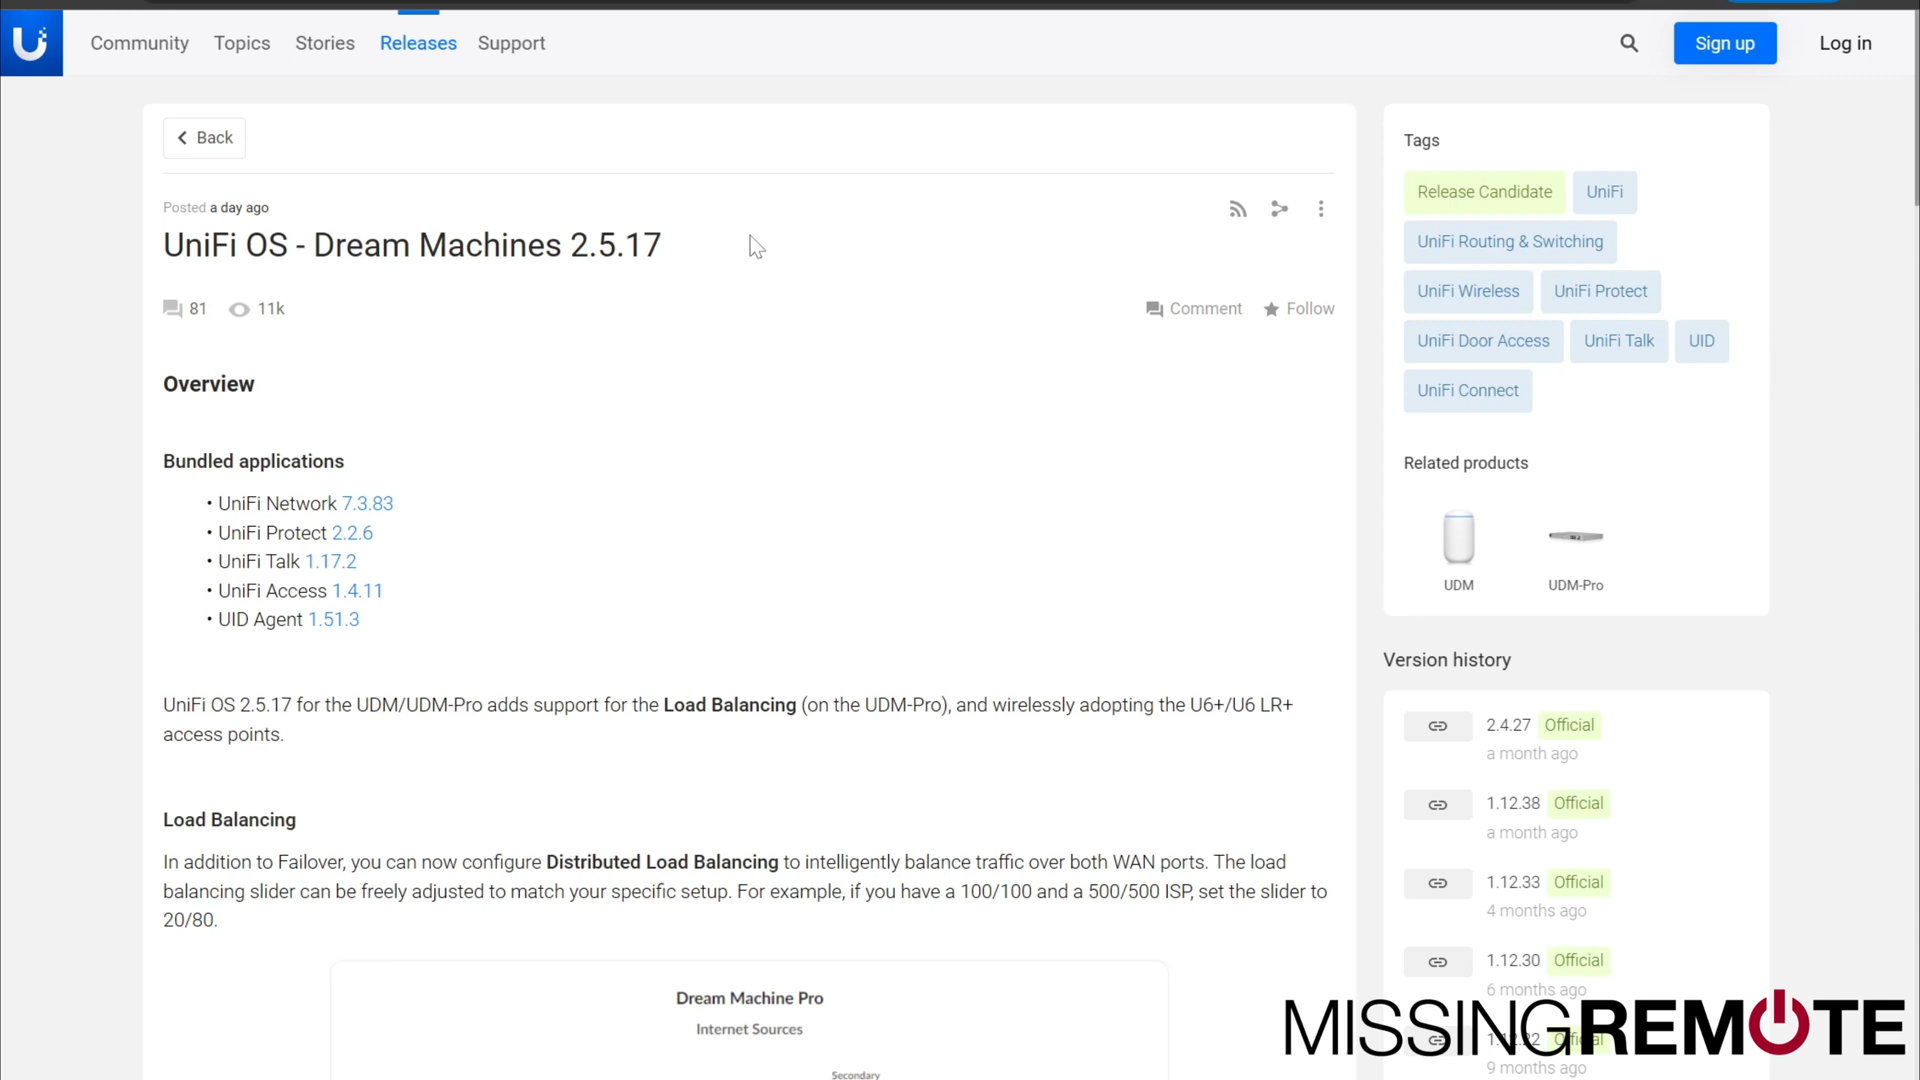 Community Topics Stories Releases Support Sign up Log in
Back
Posted a day ago
UniFi OS - Dream Machines 2.5.17
81 11k Comment Follow
Overview
Bundled applications
• UniFi Network 7.3.83
• UniFi Protect 2.2.6
• UniFi Talk 1.17.2
• UniFi Access 1.4.11
• UID Agent 1.51.3
UniFi OS 2.5.17 for the UDM/UDM-Pro adds support for the Load Balancing (on the UDM-Pro), and wirelessly adopting the U6+/U6 LR+
access points.
Load Balancing
In addition to Failover, you can now configure Distributed Load Balancing to intelligently balance traffic over both WAN ports. The load
balancing slider can be freely adjusted to match your specific setup. For example, if you have a 100/100 and a 500/500 ISP, set the slider to
20/80.
Dream Machine Pro
Internet Sources
Secondary
Tags
Release Candidate UniFi
UniFi Routing & Switching
UniFi Wireless UniFi Protect
UniFi Door Access UniFi Talk UID
UniFi Connect
Related products
UDM UDM-Pro
Version history
2.4.27 Official
a month ago
1.12.38 Official
a month ago
1.12.33 Official
4 months ago
1.12.30 Official
6 months ago
9 months ago
MISSINGREMOTE